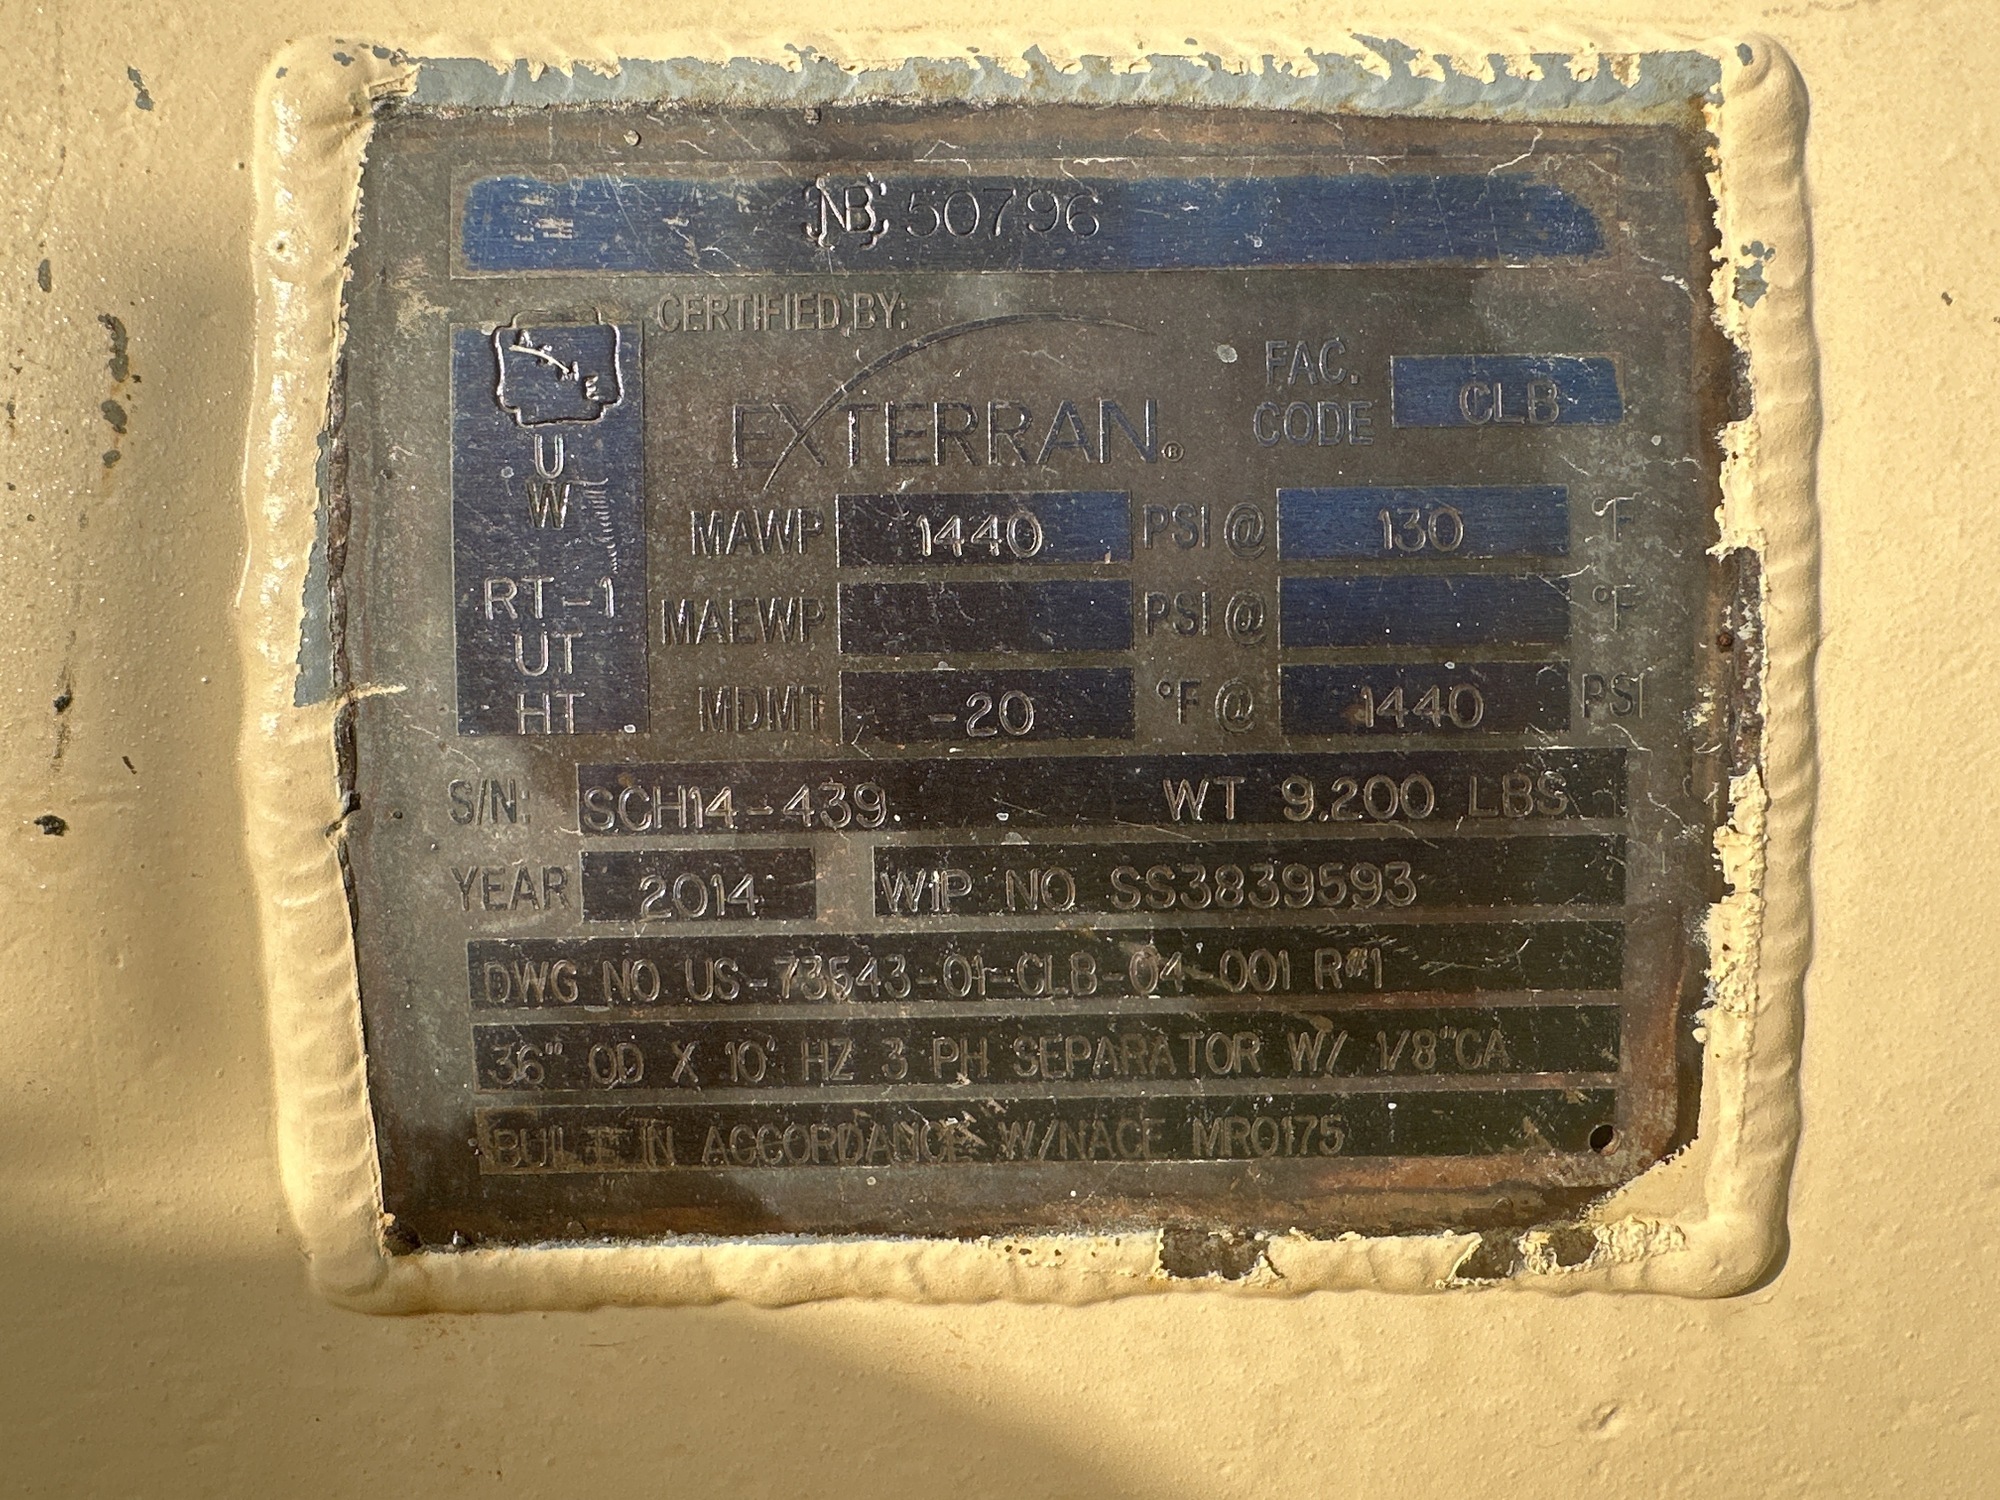 NB 50796
CERTIFIED BY:
ASME
EXTERRAN®
FAC. CODE CLB
U
W
RT-1
UT
HT
MAWP 1440 PSI @ 130 °F
MAEWP PSI @ °F
MDMT -20 °F @ 1440 PSI
S/N: SCH14-439 WT 9.200 LBS
YEAR 2014 WIP NO SS3839593
DWG NO US-73543-01-CLB-04-001 R#1
36" OD X 10' HZ 3 PH SEPARATOR W/ 1/8"CA
BUILT IN ACCORDANCE W/NACE MR0175